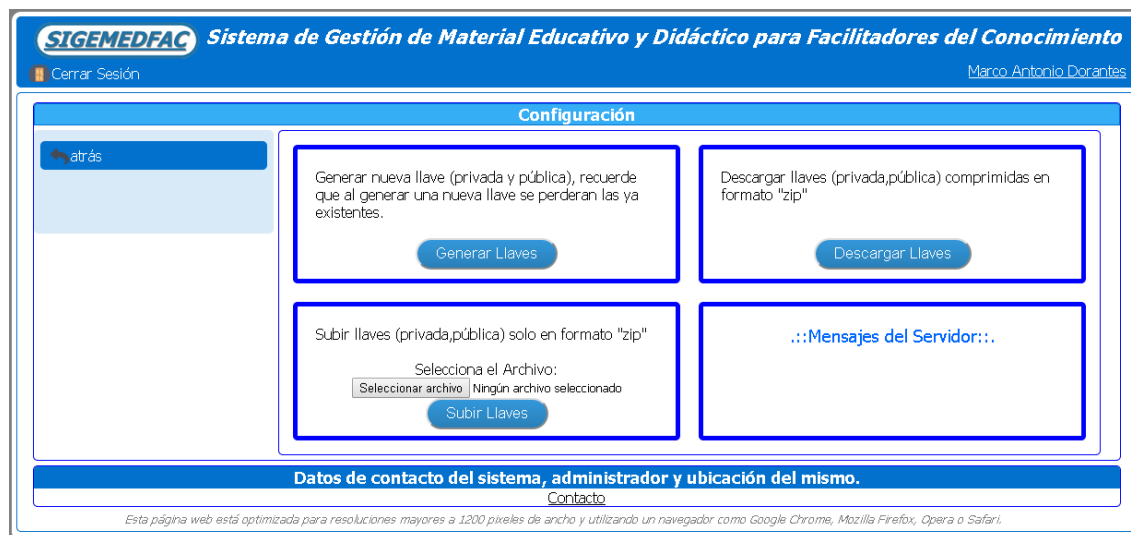 SIGEMEDFAC Sistema de Gestión de Material Educativo y Didáctico para Facilitadores del Conocimiento
Cerrar Sesión
Marco Antonio Dorantes
Configuración
atrás
Generar nueva llave (privada y pública), recuerde
que al generar una nueva llave se perderan las ya
existentes.
Generar Llaves
Descargar llaves (privada,pública) comprimidas en
formato "zip"
Descargar Llaves
Subir llaves (privada,pública) solo en formato "zip"
Selecciona el Archivo:
Seleccionar archivo Ningún archivo seleccionado
Subir Llaves
.::Mensajes del Servidor::.
Datos de contacto del sistema, administrador y ubicación del mismo.
Contacto
Esta página web está optimizada para resoluciones mayores a 1200 pixeles de ancho y utilizando un navegador como Google Chrome, Mozilla Firefox, Opera o Safari.